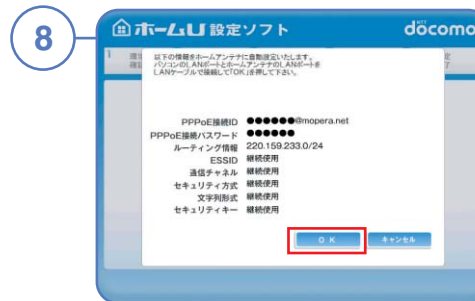 8
ホームU 設定ソフト
NTT
döcomo
1
以下の情報をホームアンテナに自動設定いたします。
パソコンのLANポートとホームアンテナのLANポートを
LANケーブルで接続して「OK」を押して下さい。
PPPoE接続ID ●●●●●●@mopera.net
PPPoE接続パスワード ●●●●●●
ルーティング情報 220.159.233.0/24
ESSID 継続使用
通信チャネル 継続使用
セキュリティ方式 継続使用
文字列形式 継続使用
セキュリティキー 継続使用
OK キャンセル